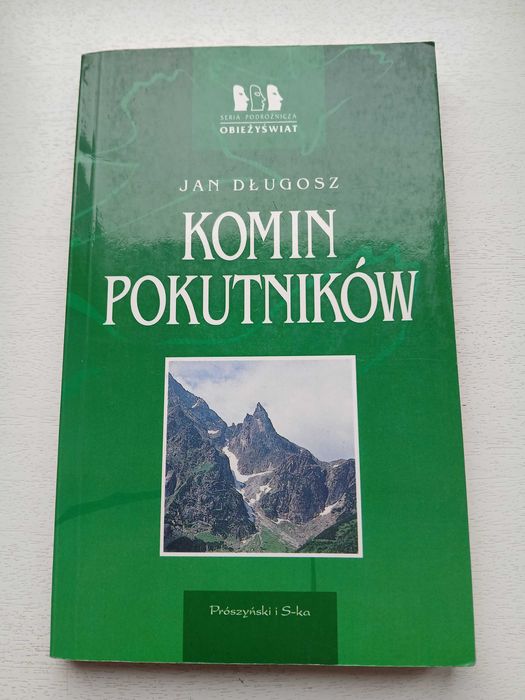 SERIA PODRÓŻNICZA
OBIEŻYŚWIAT
JAN DŁUGOSZ
KOMIN
POKUTNIKÓW
Prószyński i S-ka